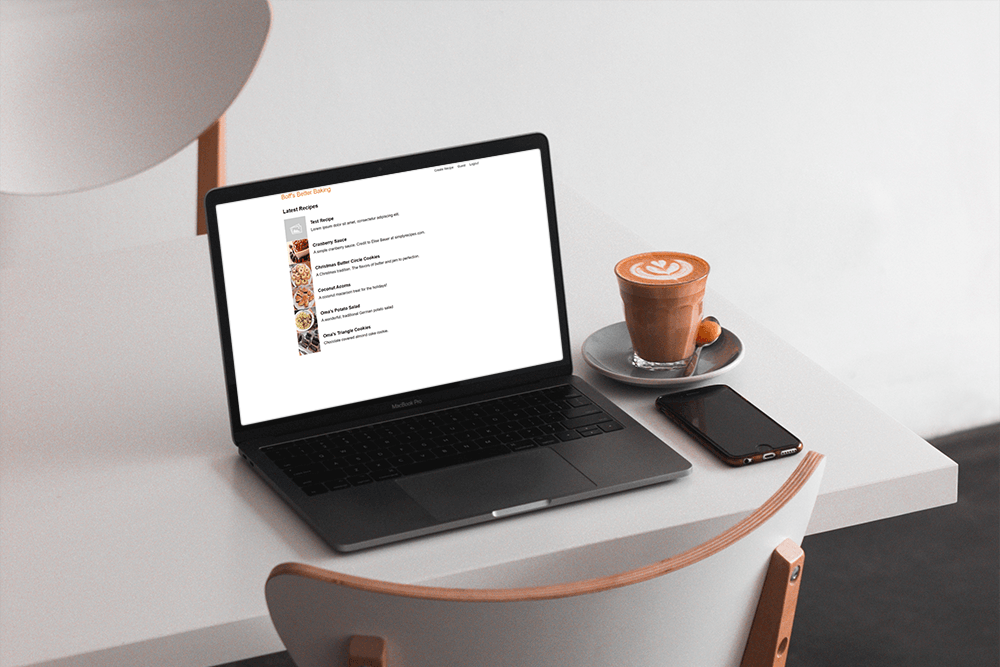 Create Recipe Logout
Buff's Better Baking
Latest Recipes
Test Recipe
Lorem ipsum dolor sit amet, consectetur adipiscing elit.
Cranberry Sauce
A simple cranberry sauce. Credit to Elise Bauer at simplyrecipes.com.
Christmas Butter Circle Cookies
A Christmas tradition. The flavors of butter and jam to perfection.
Coconut Acorns
A coconut macaroon treat for the holidays!
Oma's Potato Salad
A wonderful, traditional German potato salad.
Oma's Triangle Cookies
Chocolate covered almond cake cookie.
MacBook Pro